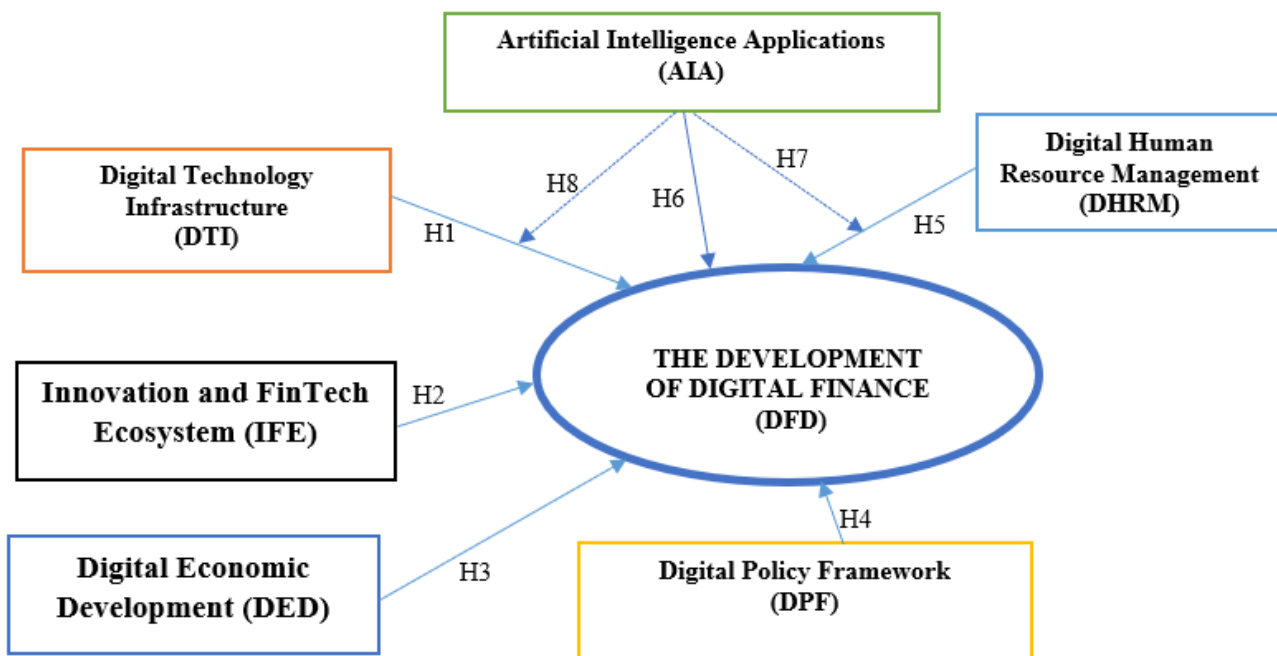 Artificial Intelligence Applications
(AIA)
Digital Technology
Infrastructure
(DTI)
Digital Human
Resource Management
(DHRM)
H8
H6
H7
H1
H5
THE DEVELOPMENT
OF DIGITAL FINANCE
(DFD)
Innovation and FinTech
Ecosystem (IFE)
H2
Digital Economic
Development (DED)
H3
H4
Digital Policy Framework
(DPF)